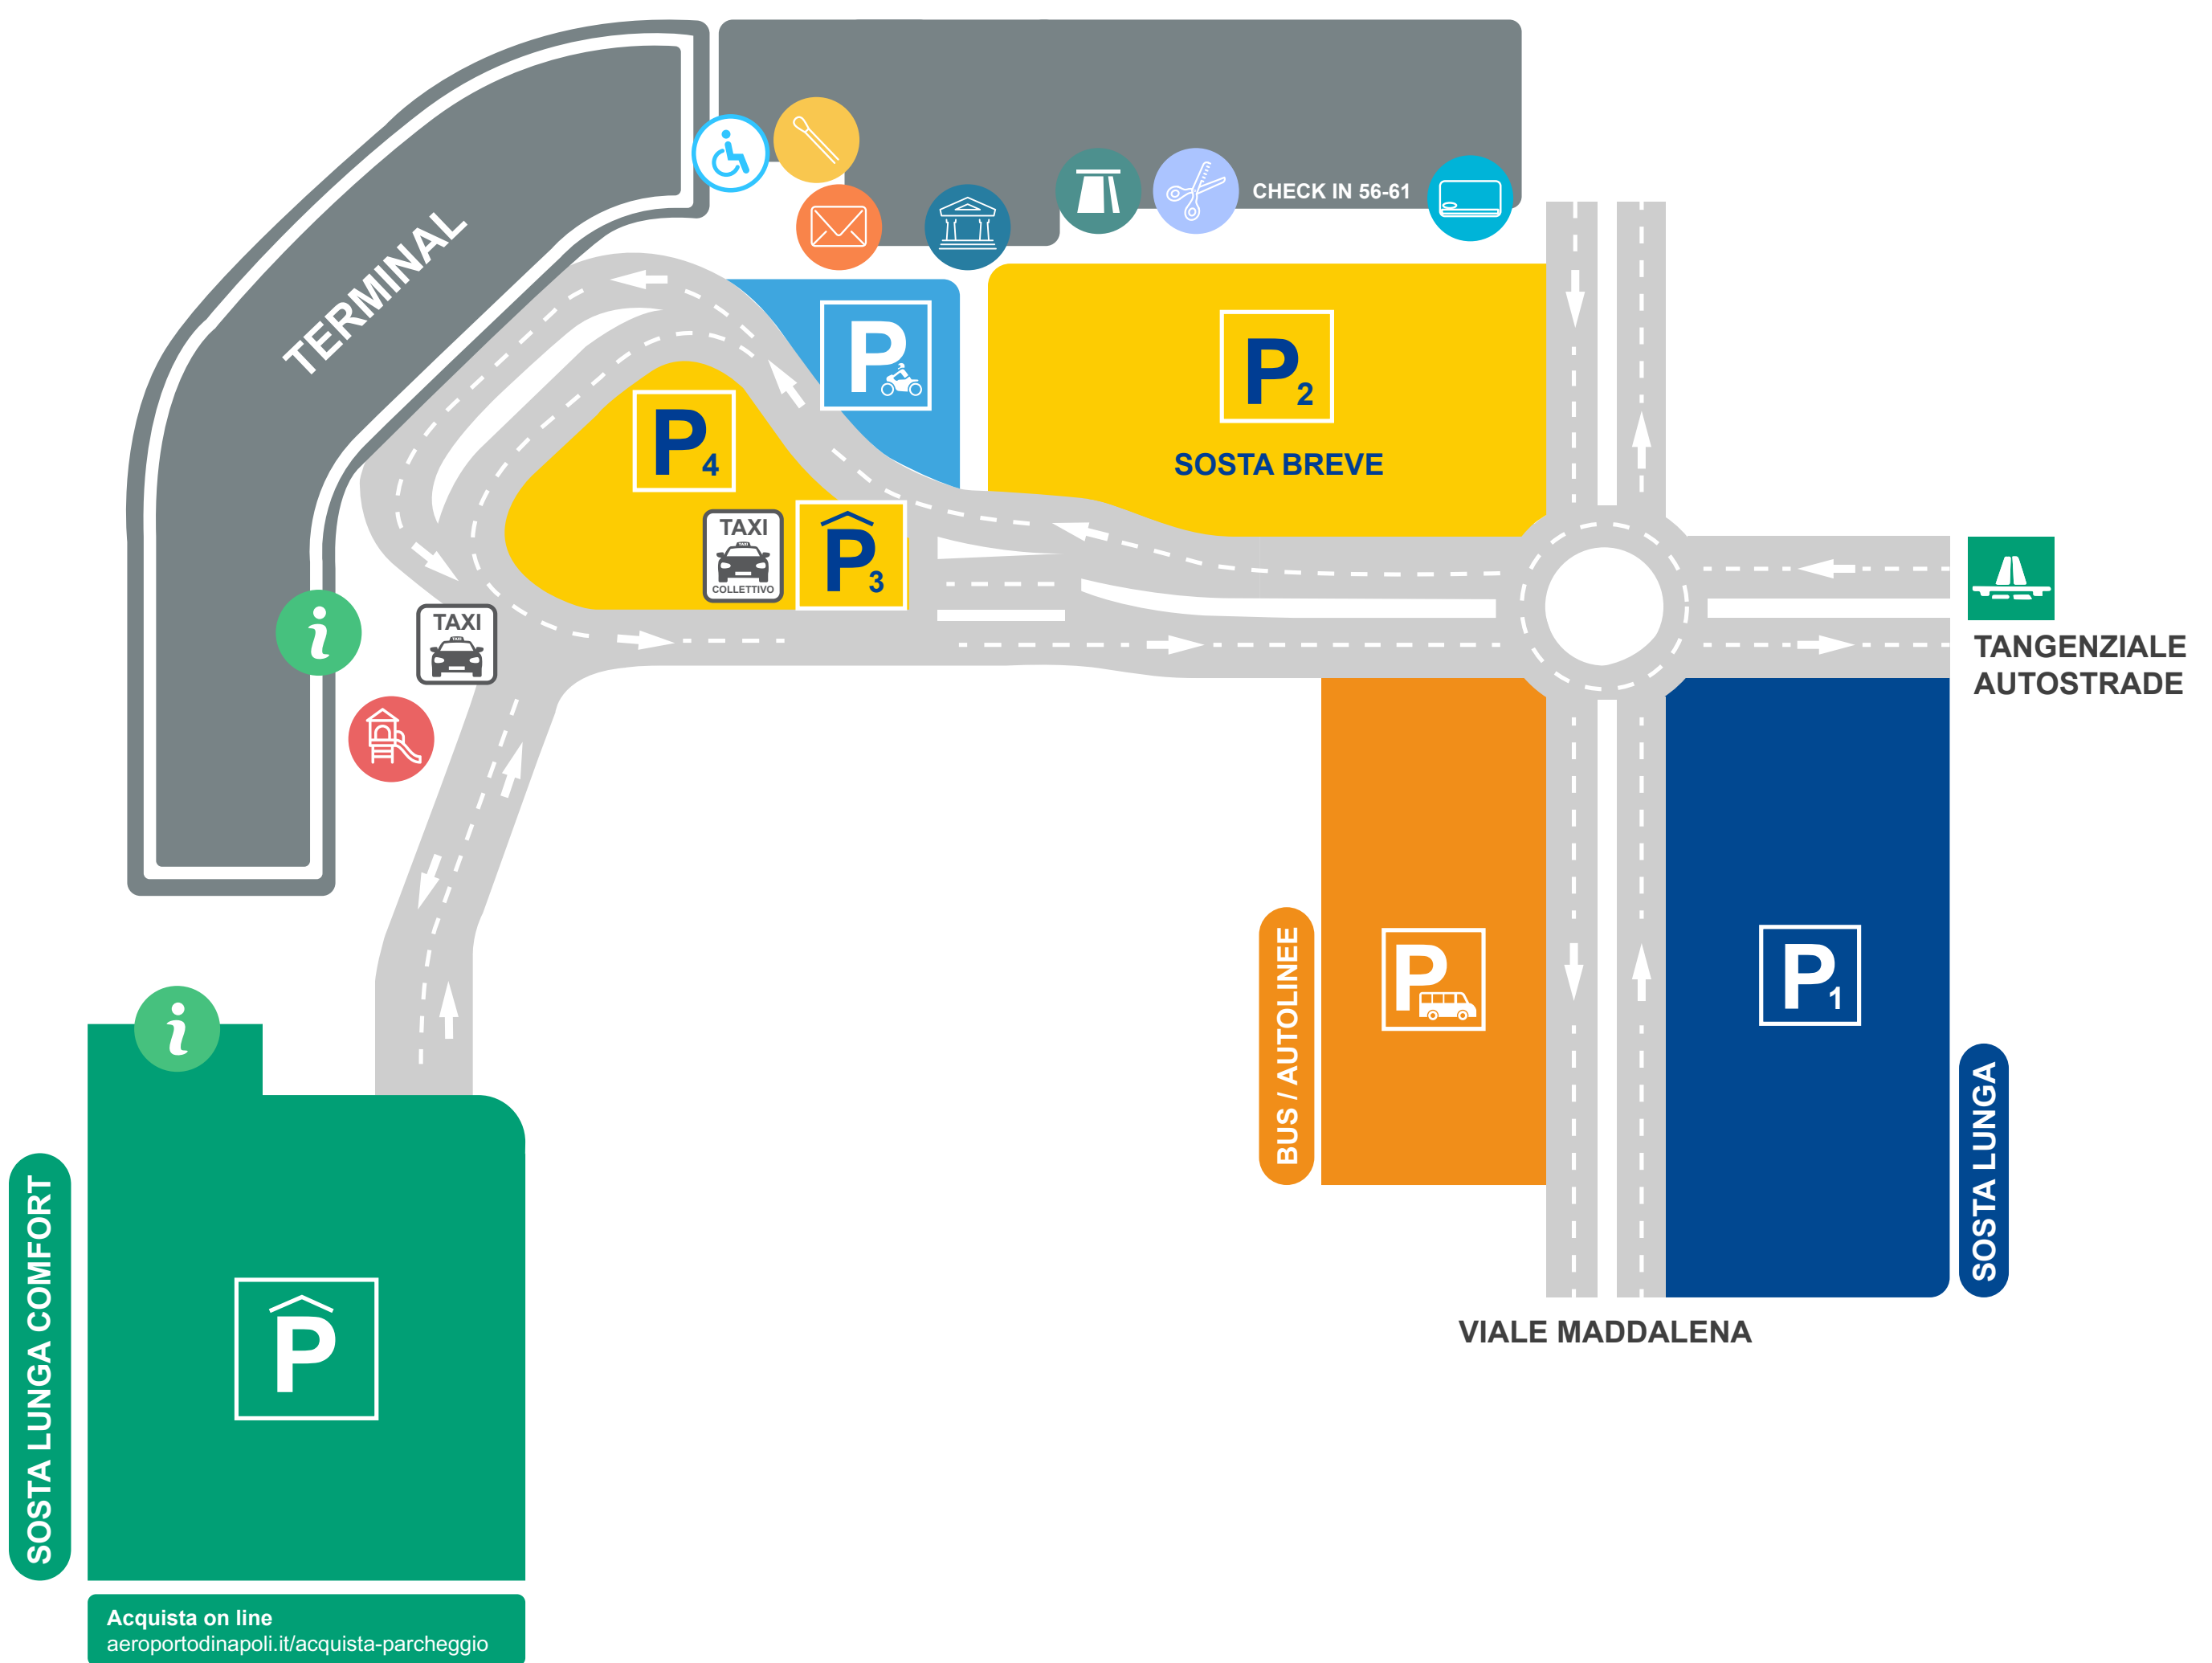 TERMINAL
CHECK IN 56-61
P
P2
SOSTA BREVE
P4
TAXI
COLLETTIVO
P3
TAXI
TANGENZIALE
AUTOSTRADE
BUS / AUTOLINEE
P
P1
SOSTA LUNGA
VIALE MADDALENA
i
i
SOSTA LUNGA COMFORT
P
Acquista on line
aeroportodinapoli.it/acquista-parcheggio